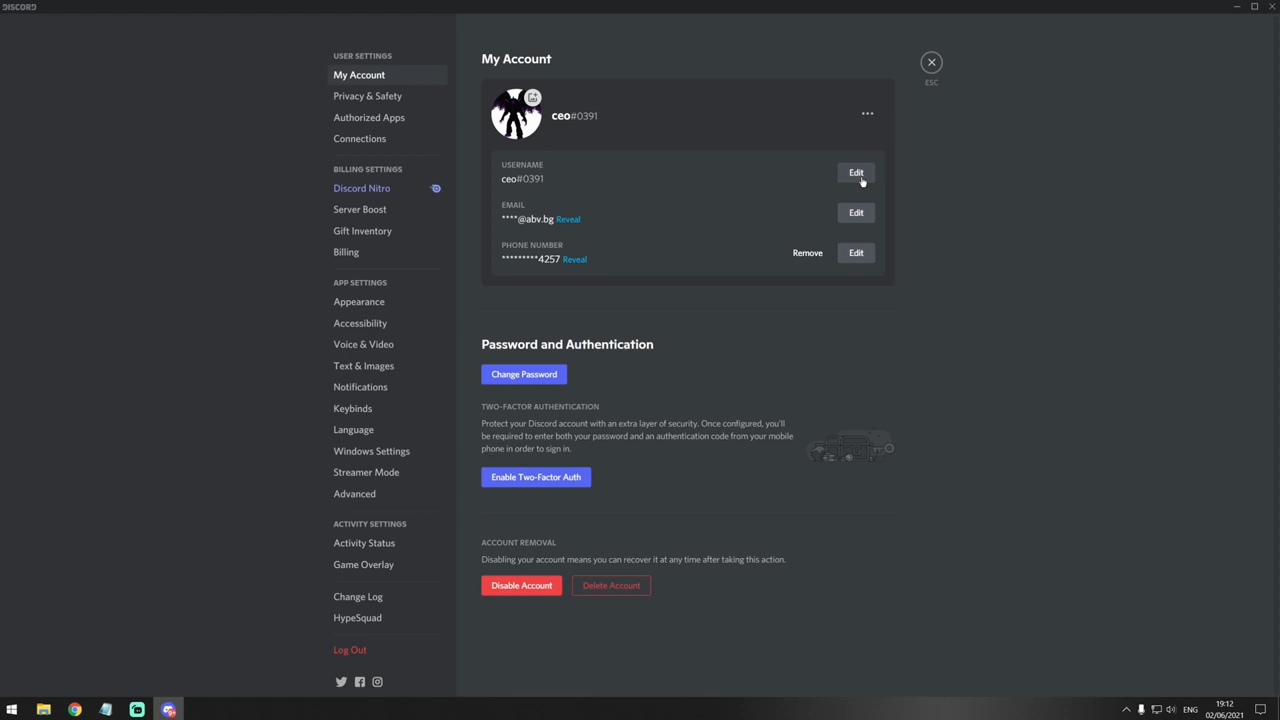 DISCORD
USER SETTINGS
My Account
Privacy & Safety
Authorized Apps
Connections
BILLING SETTINGS
Discord Nitro
Server Boost
Gift Inventory
Billing
APP SETTINGS
Appearance
Accessibility
Voice & Video
Text & Images
Notifications
Keybinds
Language
Windows Settings
Streamer Mode
Advanced
ACTIVITY SETTINGS
Activity Status
Game Overlay
Change Log
HypeSquad
Log Out
My Account
ESC
ceo#0391
USERNAME
ceo#0391
Edit
EMAIL
****@abv.bg Reveal
Edit
PHONE NUMBER
*********4257 Reveal
Remove Edit
Password and Authentication
Change Password
TWO-FACTOR AUTHENTICATION
Protect your Discord account with an extra layer of security. Once configured, you'll
be required to enter both your password and an authentication code from your mobile
phone in order to sign in.
Enable Two-Factor Auth
ACCOUNT REMOVAL
Disabling your account means you can recover it at any time after taking this action.
Disable Account Delete Account
ENG
19:12
02/06/2021